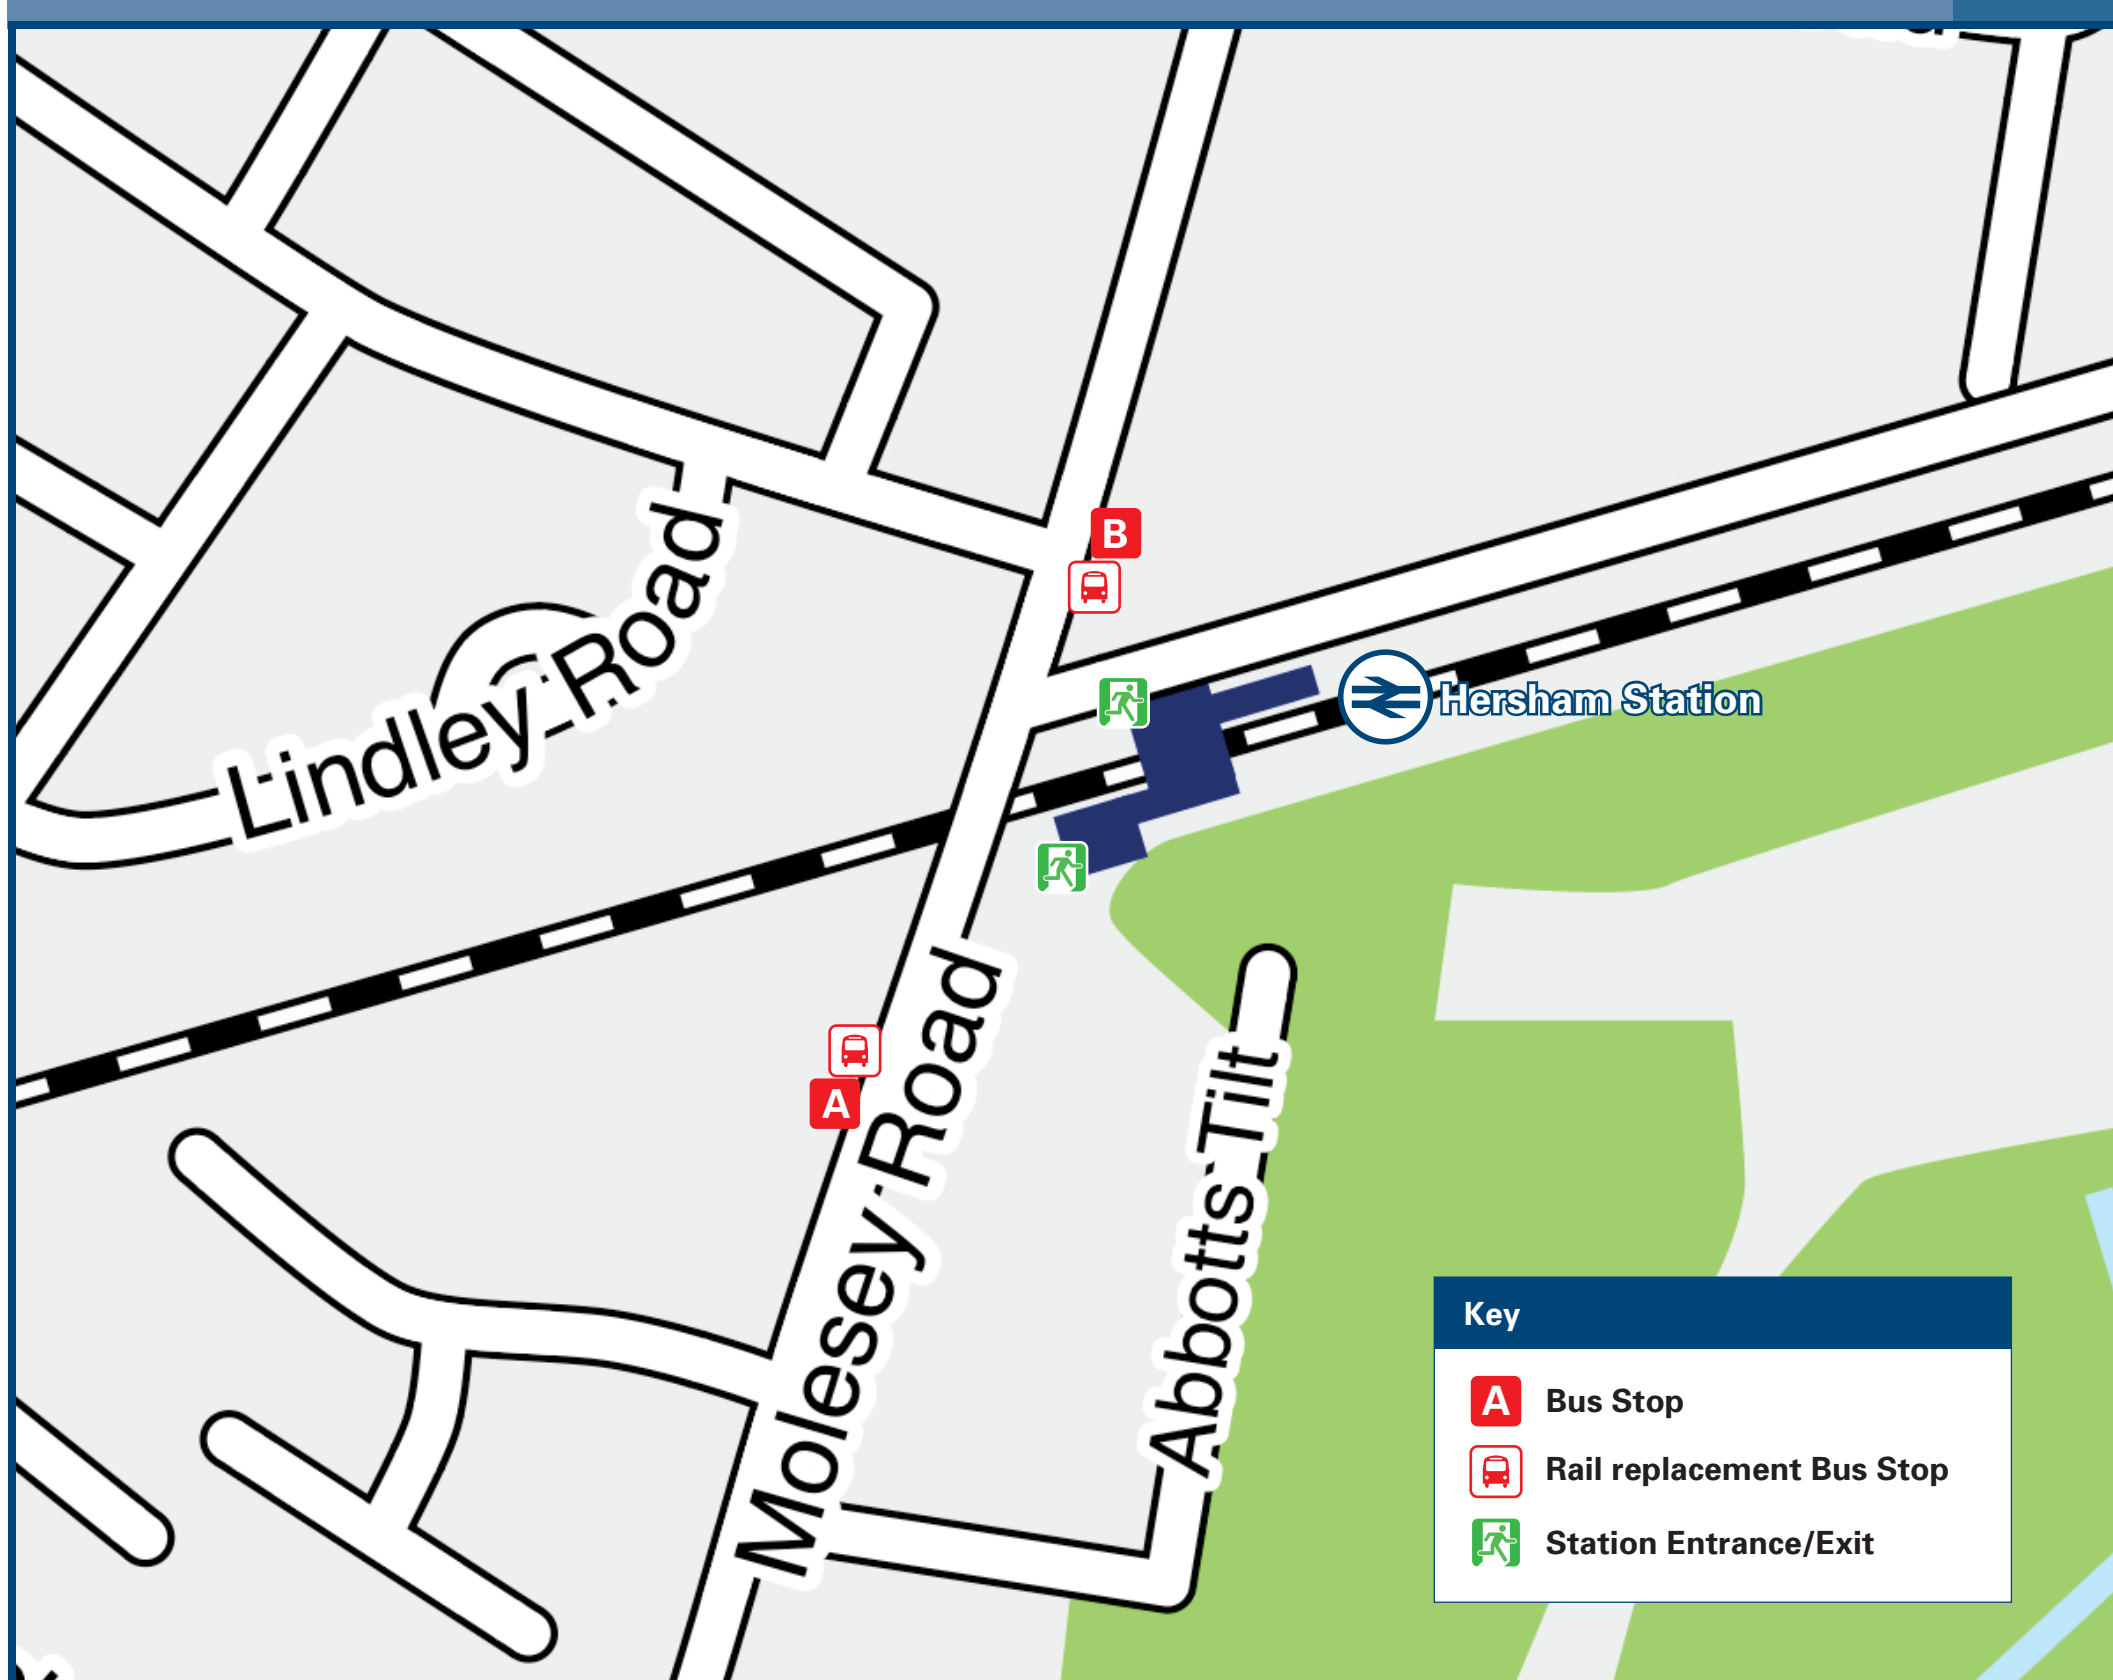 B
Hersham Station
Lindley Road
Molesey Road
A
Abbotts Tilt
Key
A Bus Stop
Rail replacement Bus Stop
Station Entrance/Exit